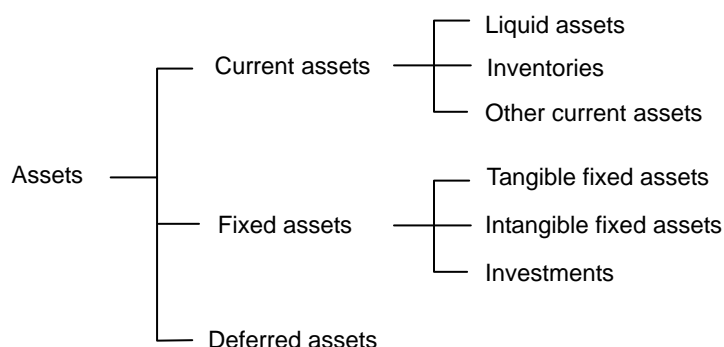 Liquid assets
Current assets
Inventories
Other current assets
Assets
Tangible fixed assets
Fixed assets
Intangible fixed assets
Investments
Deferred assets